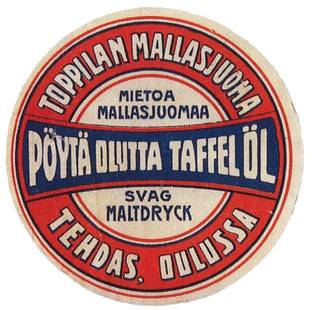 TOPPILAN MALLASJUOMA
MIETOA
MALLASJUOMAA
PÖYTÄ OLUTTA TAFFEL ÖL
SVAG
MALTDRYCK
TEHDAS, OULUSSA